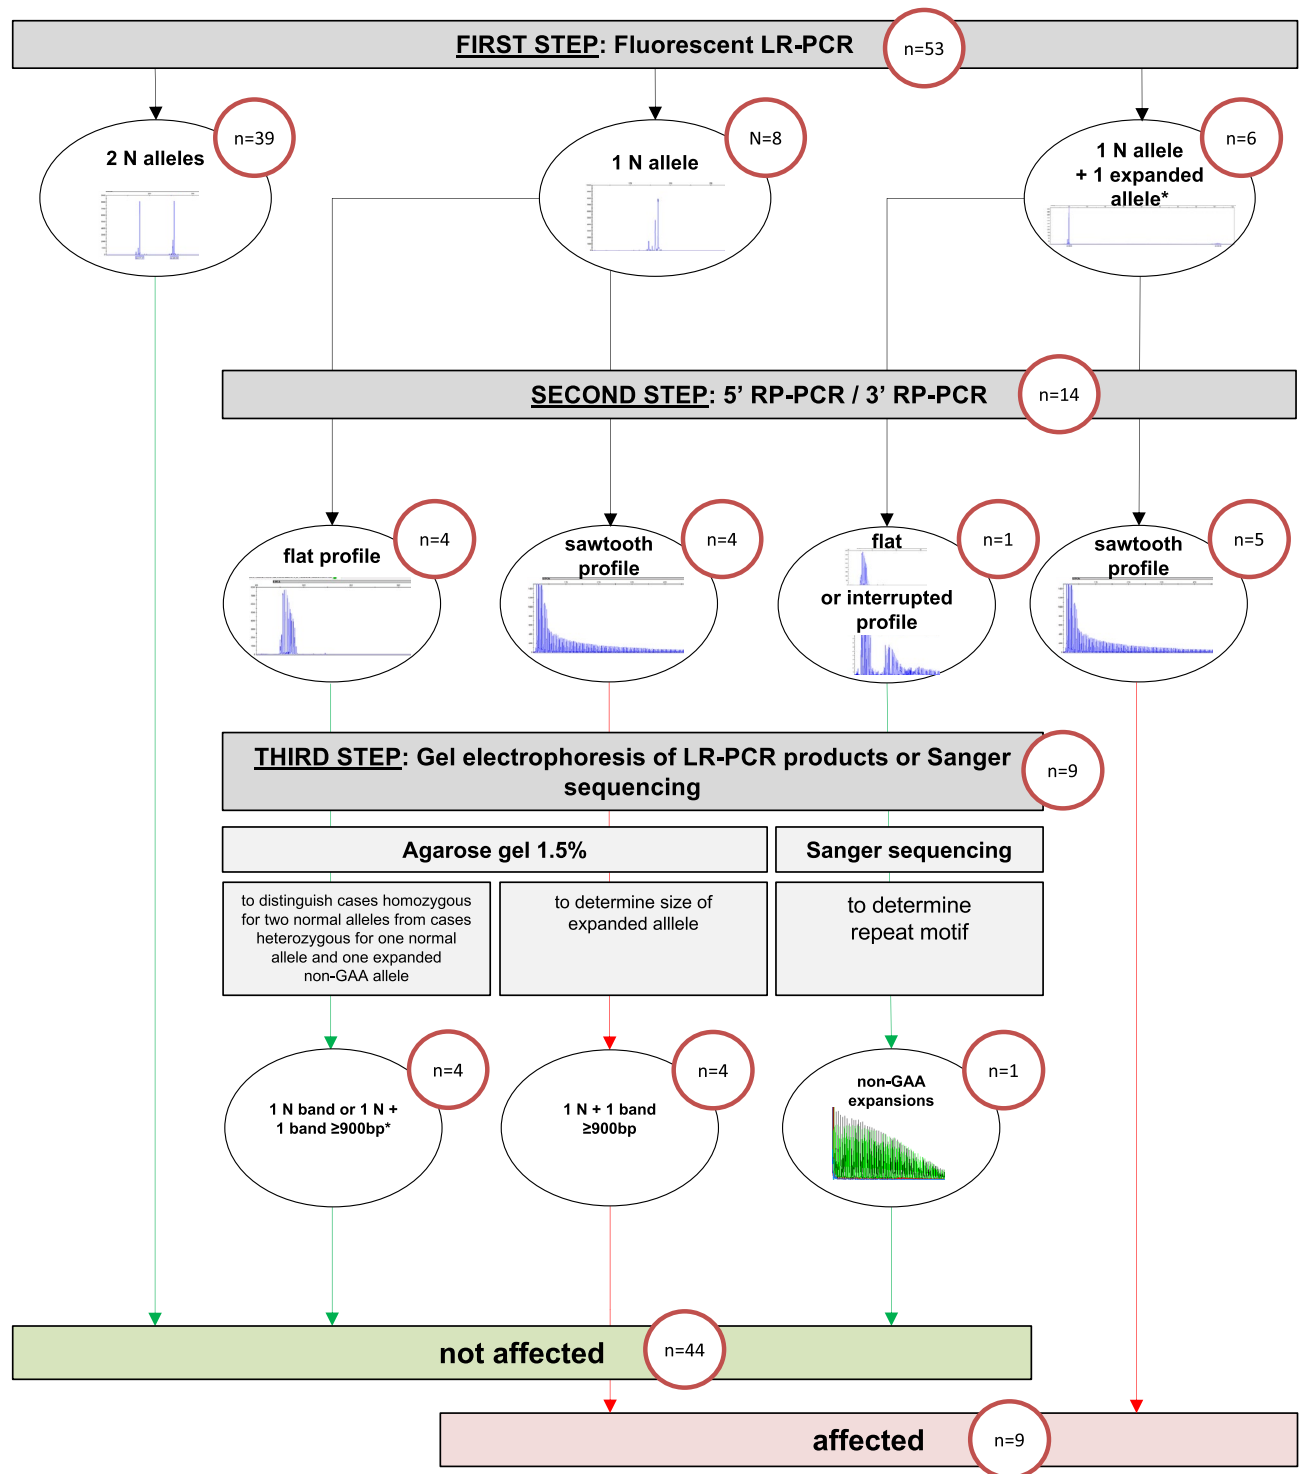 FIRST STEP: Fluorescent LR-PCR
n=53
2 N alleles
n=39
1 N allele
N=8
1 N allele
+ 1 expanded
allele*
n=6
SECOND STEP: 5’ RP-PCR / 3’ RP-PCR
n=14
flat profile
n=4
sawtooth
profile
n=4
flat
or interrupted
profile
n=1
sawtooth
profile
n=5
THIRD STEP: Gel electrophoresis of LR-PCR products or Sanger
sequencing
n=9
Agarose gel 1.5%
Sanger sequencing
to distinguish cases homozygous
for two normal alleles from cases
heterozygous for one normal
allele and one expanded
non-GAA allele
to determine size of
expanded alllele
to determine
repeat motif
1 N band or 1 N +
1 band ≥900bp*
n=4
1 N + 1 band
≥900bp
n=4
non-GAA
expansions
n=1
not affected
n=44
affected
n=9